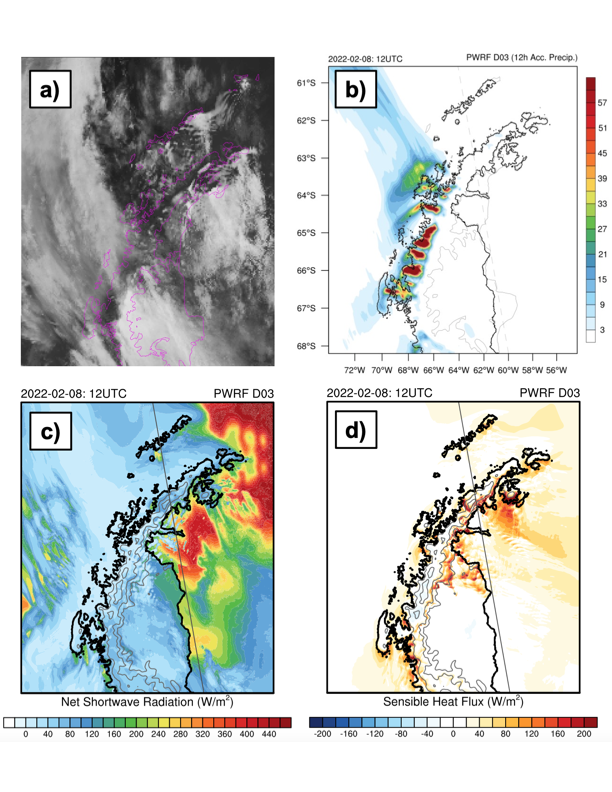 a)
2022-02-08: 12UTC PWRF D03 (12h Acc. Precip.)
b)
61°S
62°S
63°S
64°S
65°S
66°S
67°S
68°S
72°W 70°W 68°W 66°W 64°W 62°W 60°W 58°W 56°W
57
51
45
39
33
27
21
15
9
3
2022-02-08: 12UTC PWRF D03
c)
Net Shortwave Radiation (W/m²)
0 40 80 120 160 200 240 280 320 360 400 440
2022-02-08: 12UTC PWRF D03
d)
Sensible Heat Flux (W/m²)
-200 -160 -120 -80 -40 0 40 80 120 160 200